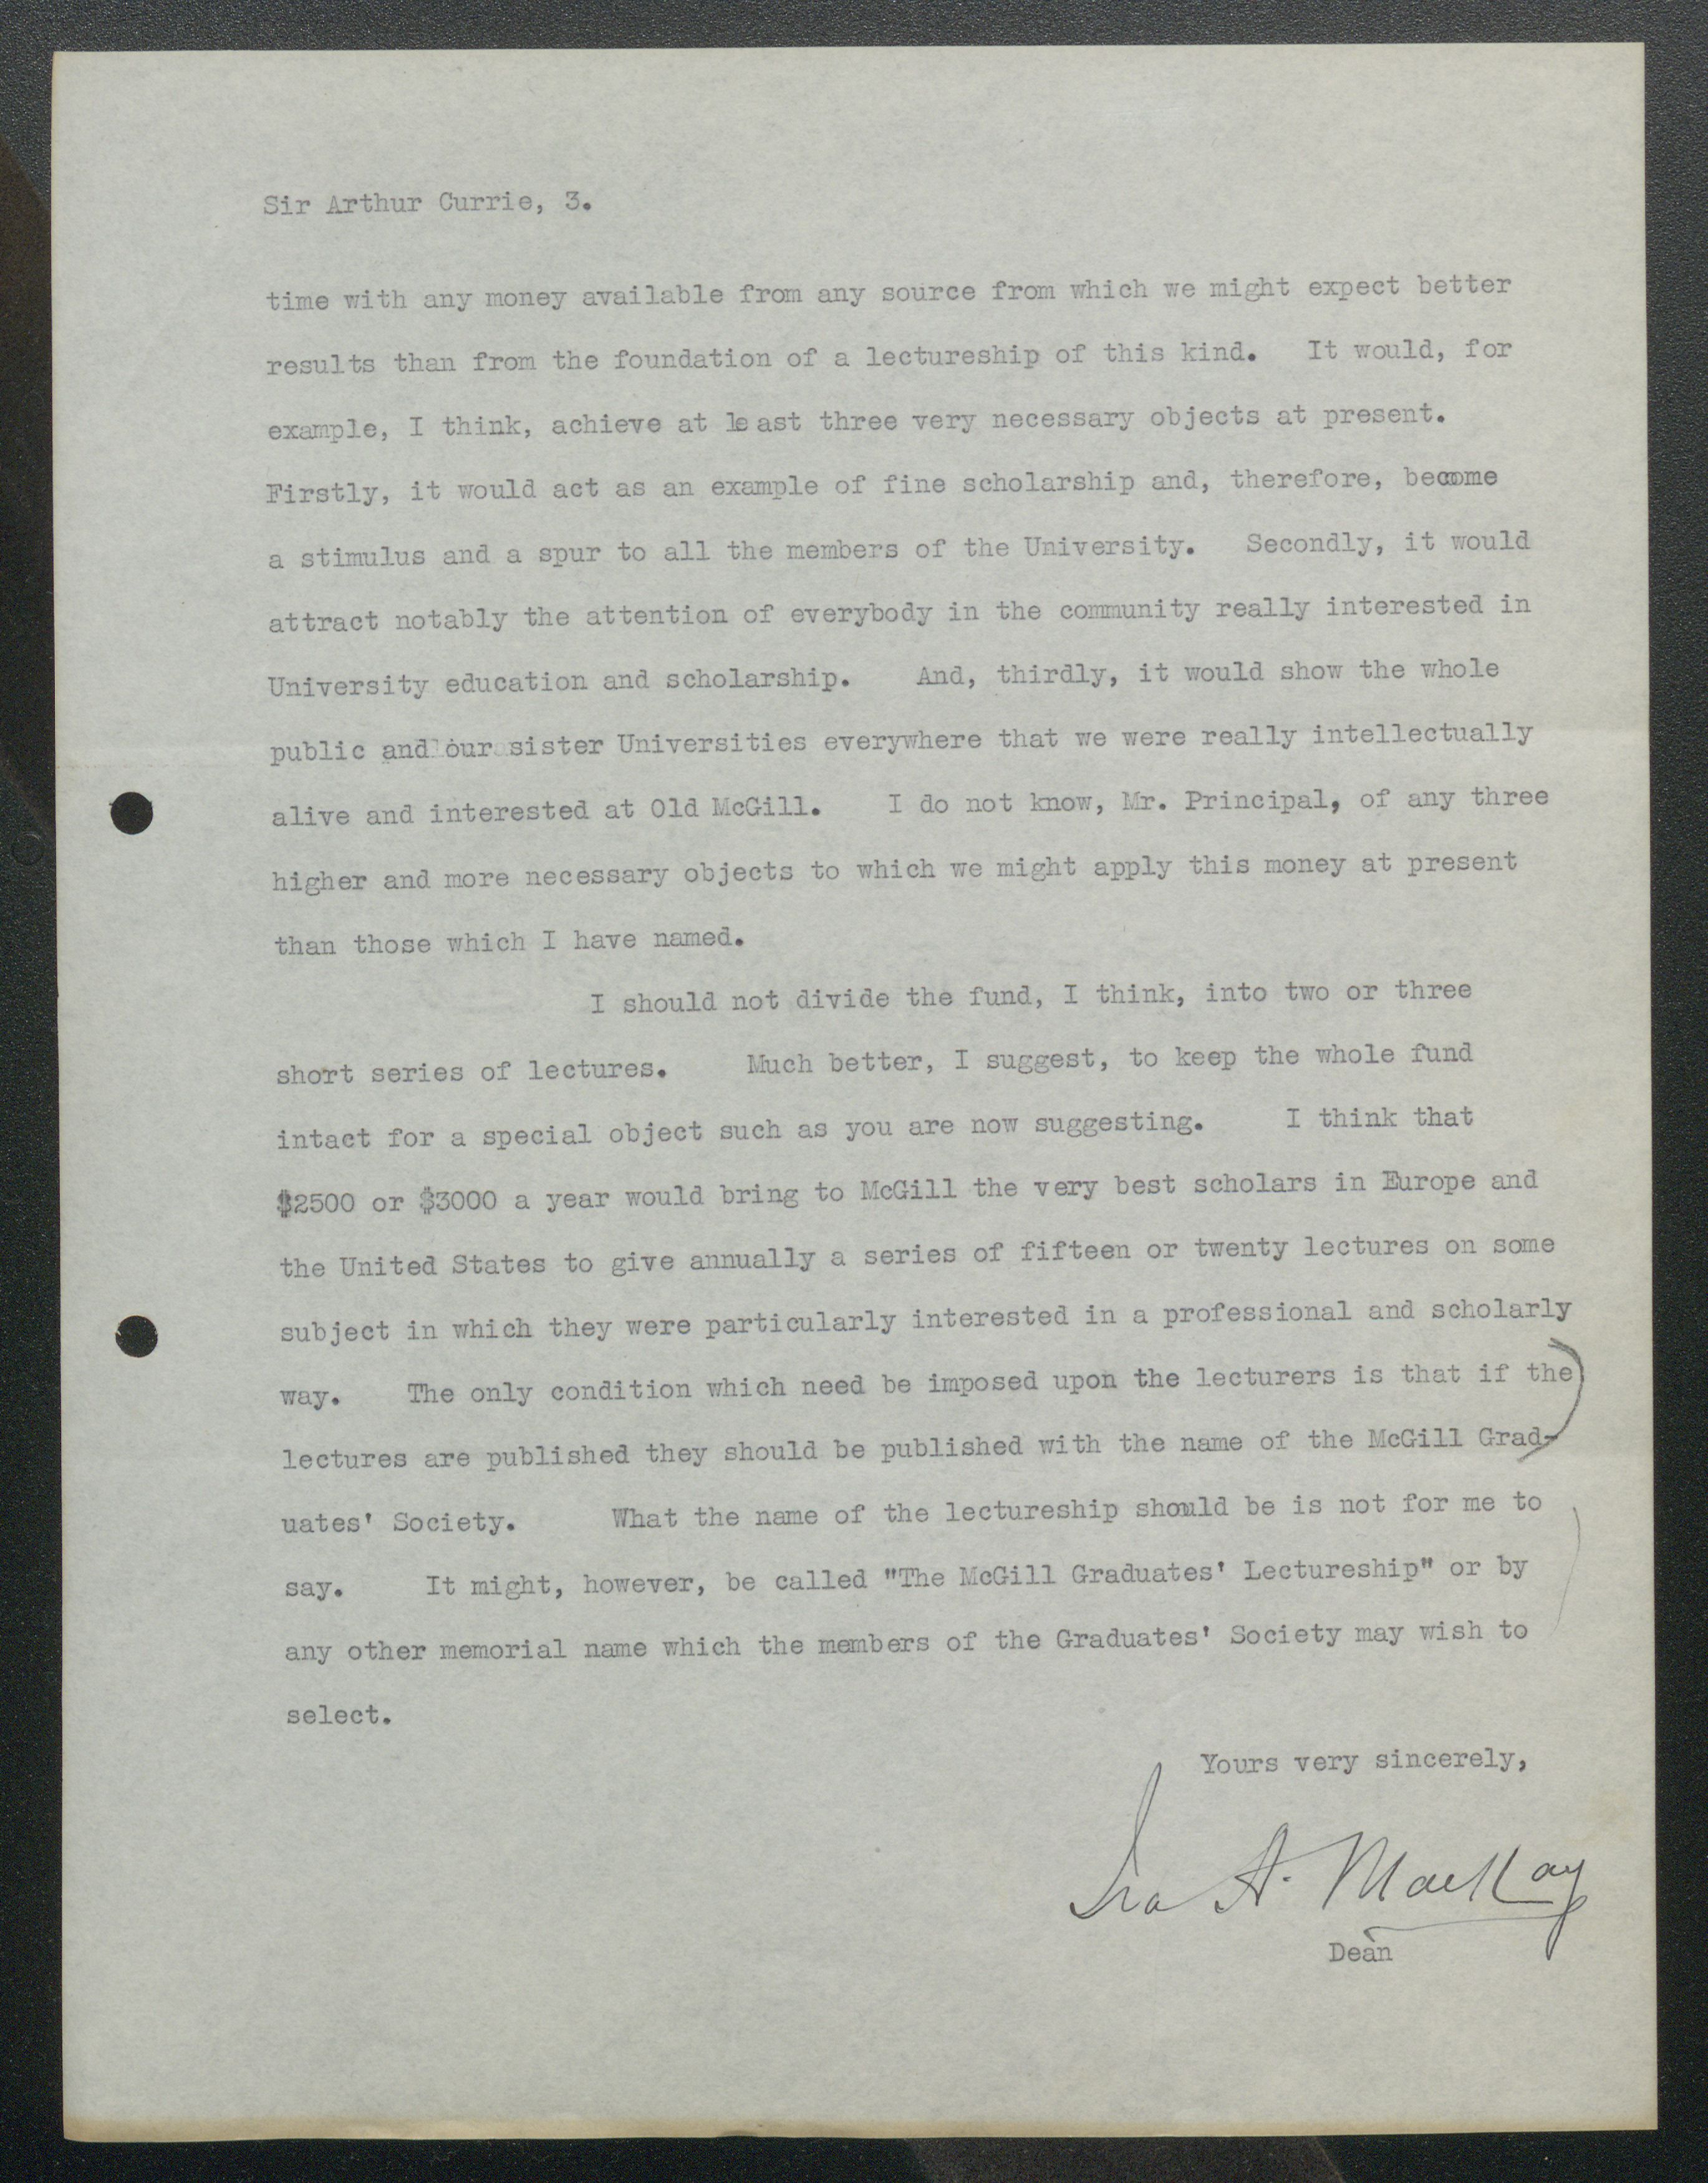 Sir Arthur Currie, 3.
time with any money available from any source from which we might expect better
results than from the foundation of a lectureship of this kind. It would, for
example, I think, achieve at least three very necessary objects at present.
Firstly, it would act as an example of fine scholarship and, therefore, become
a stimulus and a spur to all the members of the University. Secondly, it would
attract notably the attention of everybody in the community really interested in
University education and scholarship. And, thirdly, it would show the whole
public and our sister Universities everywhere that we were really intellectually
alive and interested at Old McGill. I do not know, Mr. Principal, of any three
higher and more necessary objects to which we might apply this money at present
than those which I have named.
I should not divide the fund, I think, into two or three
short series of lectures. Much better, I suggest, to keep the whole fund
intact for a special object such as you are now suggesting. I think that
$2500 or $3000 a year would bring to McGill the very best scholars in Europe and
the United States to give annually a series of fifteen or twenty lectures on some
subject in which they were particularly interested in a professional and scholarly
way. The only condition which need be imposed upon the lecturers is that if the
lectures are published they should be published with the name of the McGill Grad-
uates' Society. What the name of the lectureship should be is not for me to
say. It might, however, be called "The McGill Graduates' Lectureship" or by
any other memorial name which the members of the Graduates' Society may wish to
select.
Yours very sincerely,
Ira A. MacKay
Dean